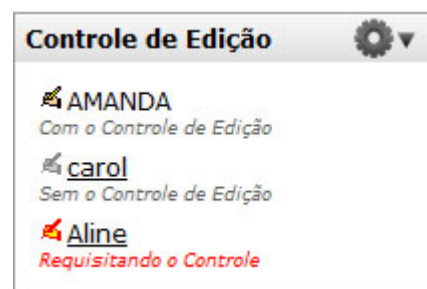 Controle de Edição
AMANDA
Com o Controle de Edição
carol
Sem o Controle de Edição
Aline
Requisitando o Controle